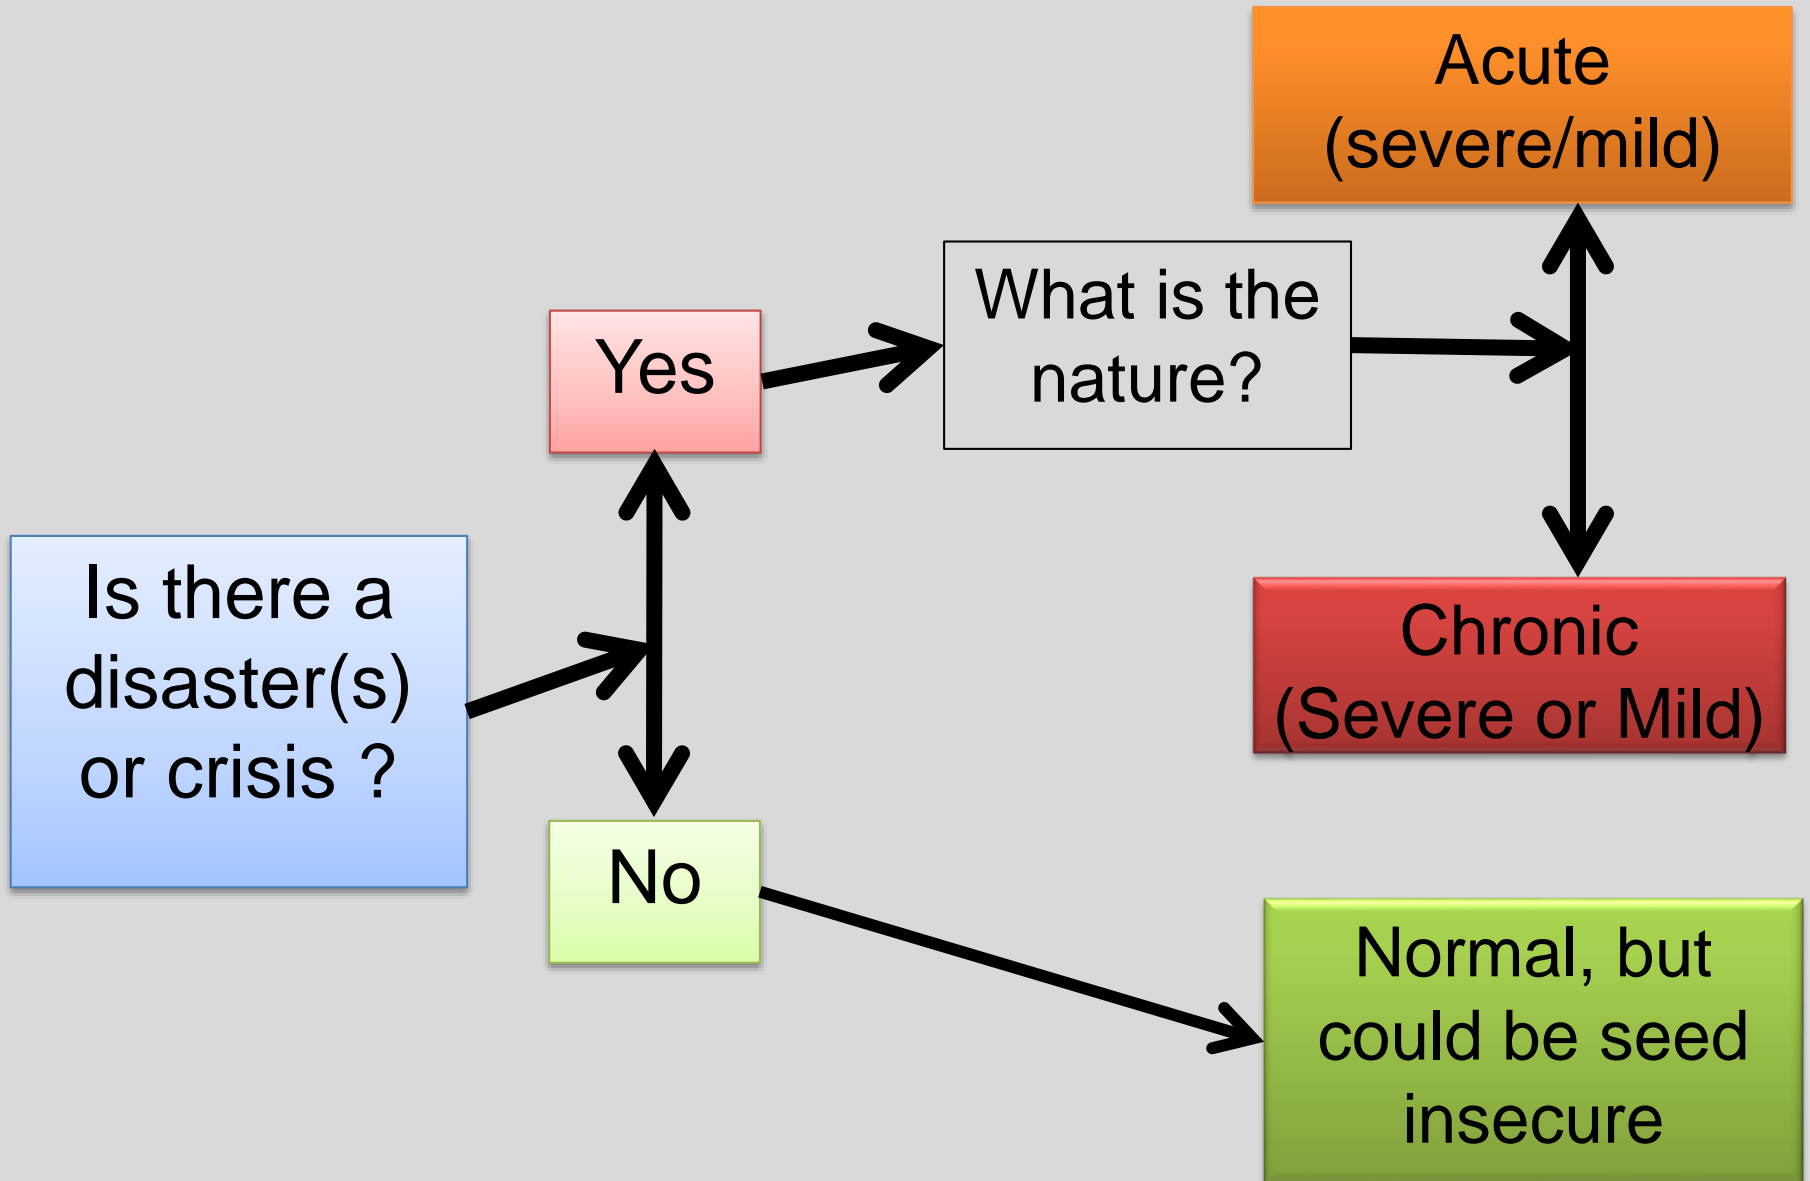 Acute
(severe/mild)
What is the
nature?
Yes
Is there a
disaster(s)
or crisis ?
Chronic
(Severe or Mild)
No
Normal, but
could be seed
insecure